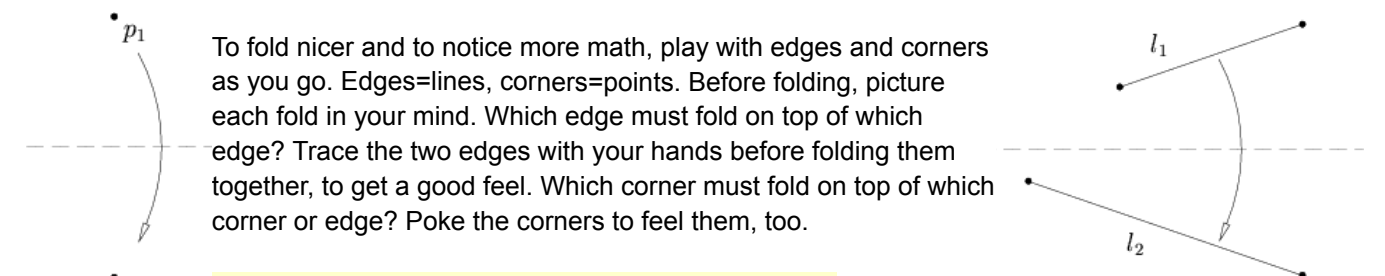 p1
To fold nicer and to notice more math, play with edges and corners
as you go. Edges=lines, corners=points. Before folding, picture
each fold in your mind. Which edge must fold on top of which
edge? Trace the two edges with your hands before folding them
together, to get a good feel. Which corner must fold on top of which
corner or edge? Poke the corners to feel them, too.
l1
l2